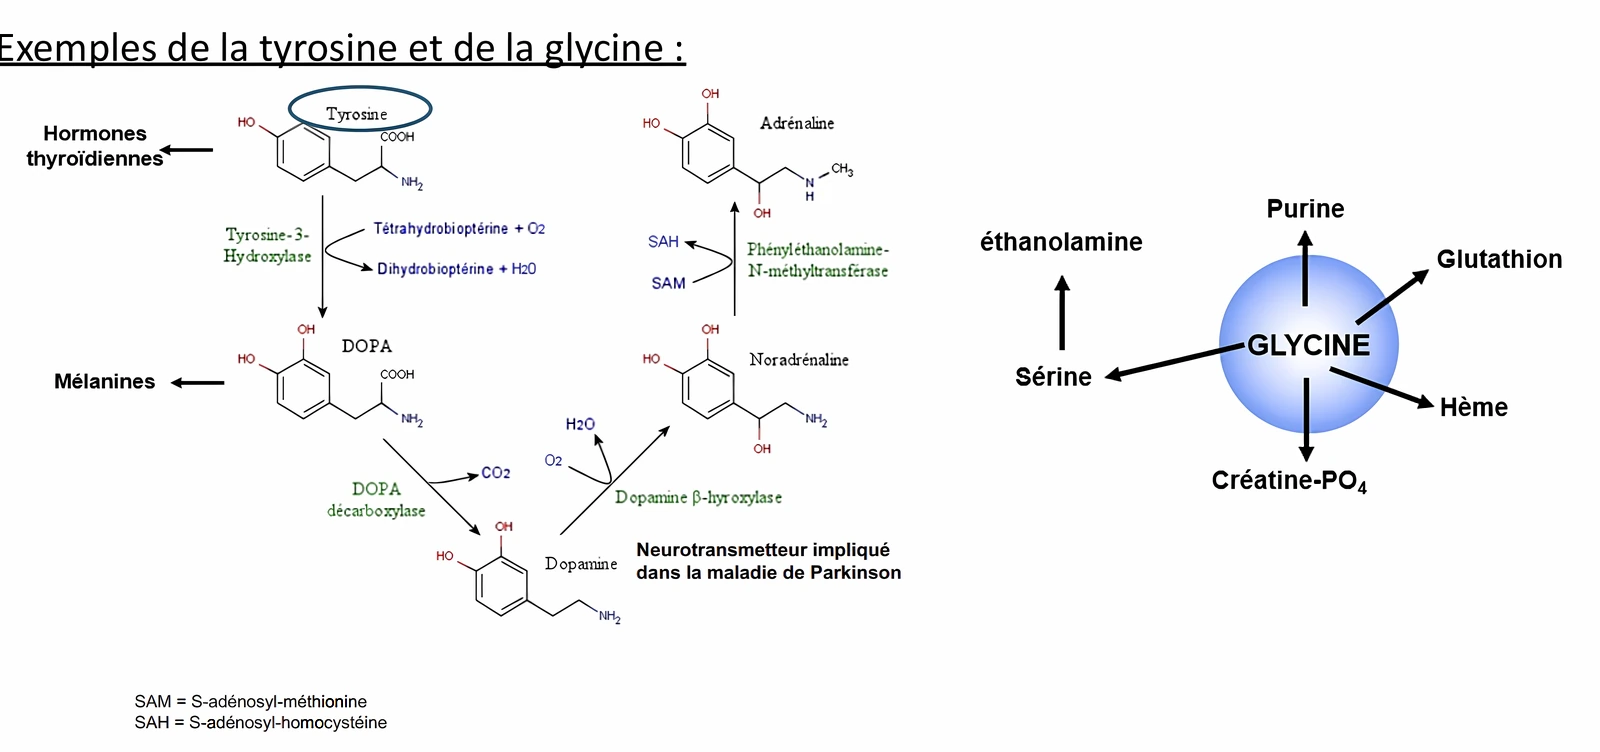 Exemples de la tyrosine et de la glycine :
Hormones
thyroïdiennes
HO
Tyrosine
COOH
NH2
Tyrosine-3-
Hydroxylase
Tétrahydrobioptérine + O2
Dihydrobioptérine + H2O
OH
HO
DOPA
COOH
NH2
Mélanines
DOPA
décarboxylase
CO2
OH
HO
Dopamine
NH2
Neurotransmetteur impliqué
dans la maladie de Parkinson
O2
H2O
Dopamine β-hyroxylase
OH
HO
Noradrénaline
NH2
OH
SAH
SAM
Phényléthanolamine-
N-méthyltransférase
OH
HO
Adrénaline
CH3
N
H
OH
éthanolamine
Sérine
Purine
Glutathion
GLYCINE
Hème
Créatine-PO4
SAM = S-adénosyl-méthionine
SAH = S-adénosyl-homocystéine